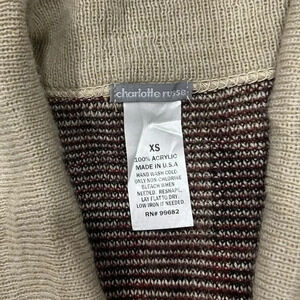 charlotte russe
XS
100% ACRYLIC
MADE IN U.S.A
HAND WASH COLD.
ONLY NON-CHLORINE
BLEACH WHEN
NEEDED. RESHAPE,
LAY FLAT TO DRY.
LOW IRON IF NEEDED.
RN# 99682